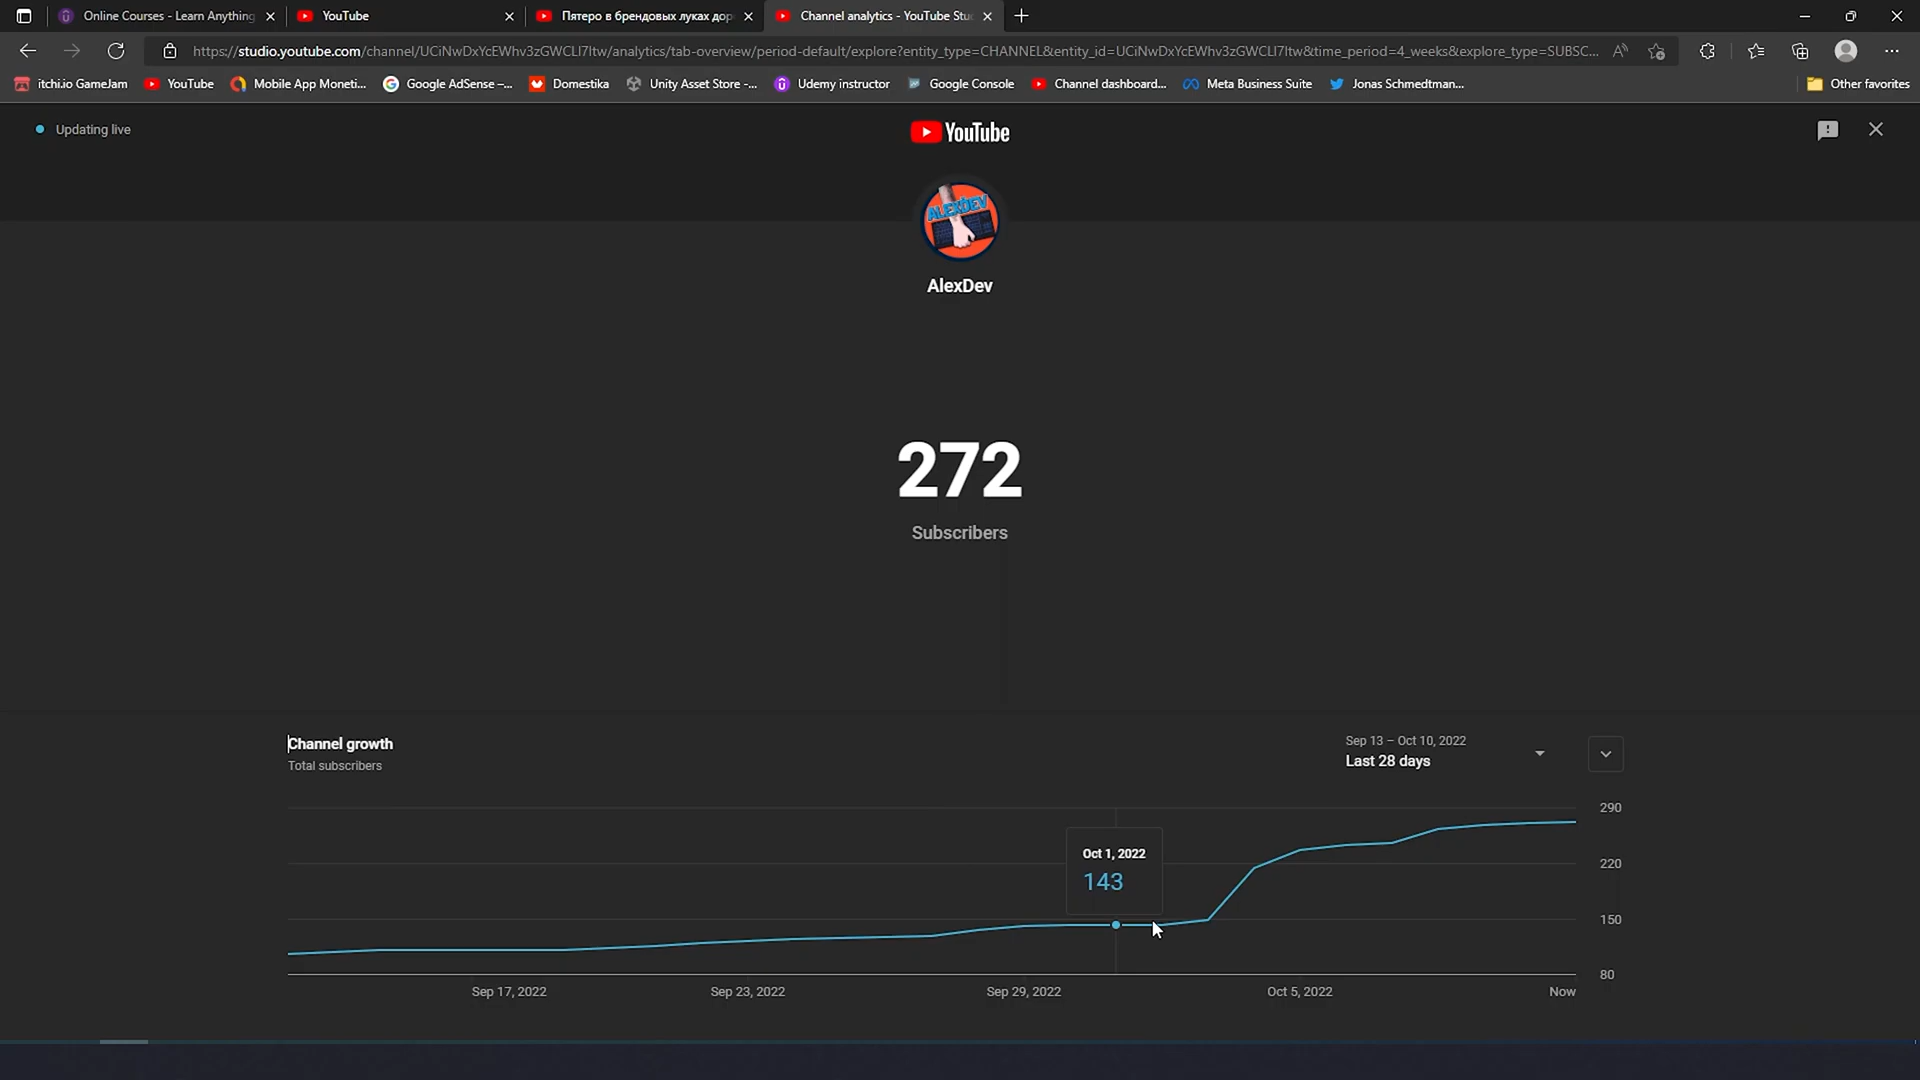 Online Courses - Learn Anything
YouTube
Пятеро в брендовых луках дор
Channel analytics - YouTube Stu
https://studio.youtube.com/channel/UCiNwDxYcEWhv3zGWCLI7Itw/analytics/tab-overview/period-default/explore?entity_type=CHANNEL&entity_id=UCiNwDxYcEWhv3zGWCLI7Itw&time_period=4_weeks&explore_type=SUBSC...
itchi.io GameJam
YouTube
Mobile App Moneti...
Google AdSense –...
Domestika
Unity Asset Store -...
Udemy instructor
Google Console
Channel dashboard...
Meta Business Suite
Jonas Schmedtman...
Other favorites
Updating live
YouTube
ALEXDEV
AlexDev
272
Subscribers
Channel growth
Total subscribers
Sep 13 – Oct 10, 2022
Last 28 days
290
220
150
80
Oct 1, 2022
143
Sep 17, 2022
Sep 23, 2022
Sep 29, 2022
Oct 5, 2022
Now